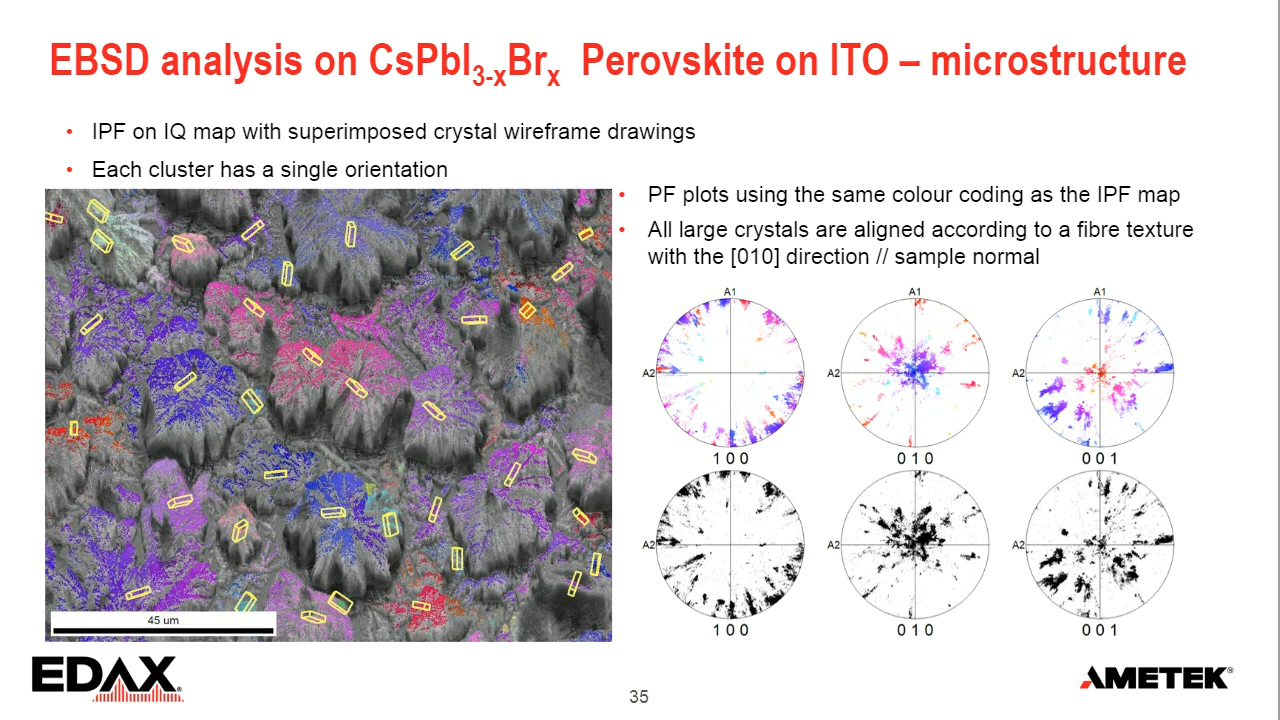 EBSD analysis on CsPbI3-xBrx Perovskite on ITO – microstructure
• IPF on IQ map with superimposed crystal wireframe drawings
• Each cluster has a single orientation
• PF plots using the same colour coding as the IPF map
• All large crystals are aligned according to a fibre texture
with the [010] direction // sample normal
A1 A1 A1
A2 A2 A2
1 0 0 0 1 0 0 0 1
A2 A2 A2
1 0 0 0 1 0 0 0 1
45 um
EDAX®
35
AMETEK®